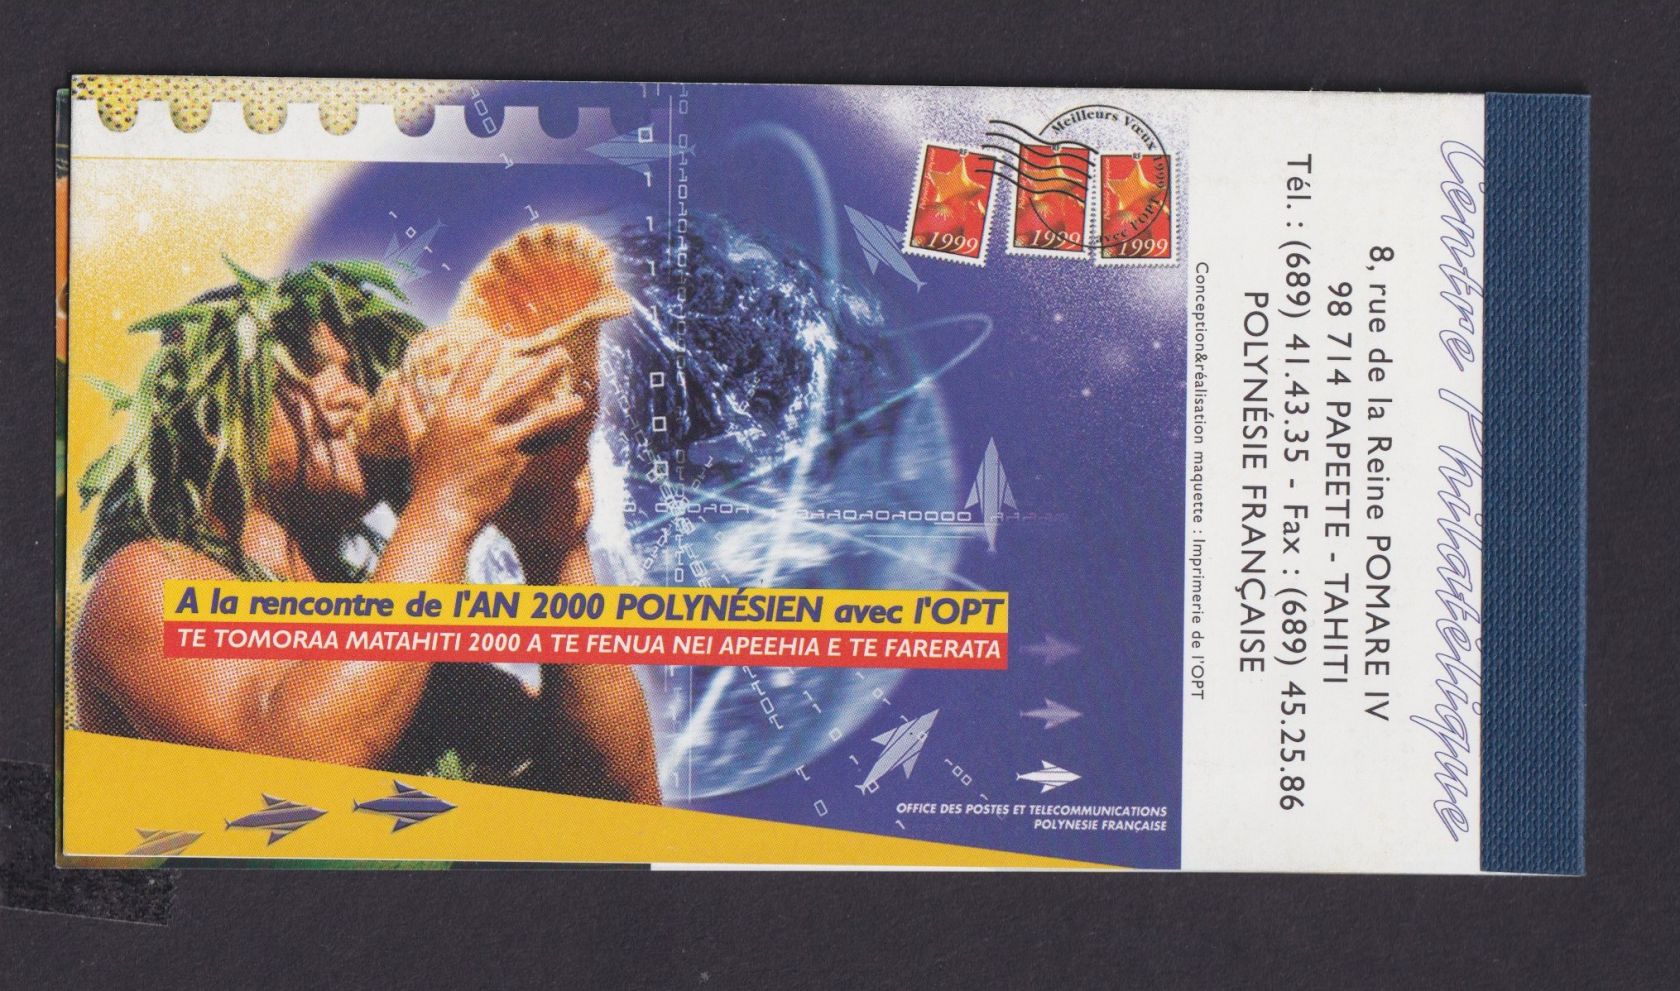 Meilleurs Vœux 1999
avec l'OPT
1999
1999
1999
A la rencontre de l'AN 2000 POLYNÉSIEN avec l'OPT
TE TOMORAA MATAHITI 2000 A TE FENUA NEI APEEHIA E TE FARERATA
OFFICE DES POSTES ET TELECOMMUNICATIONS
POLYNESIE FRANÇAISE
Centre Philatélique
8, rue de la Reine POMARE IV
98 714 PAPEETE - TAHITI
Tél. : (689) 41.43.35 - Fax : (689) 45.25.86
POLYNÉSIE FRANÇAISE
Conception&réalisation maquette : Imprimerie de l'OPT